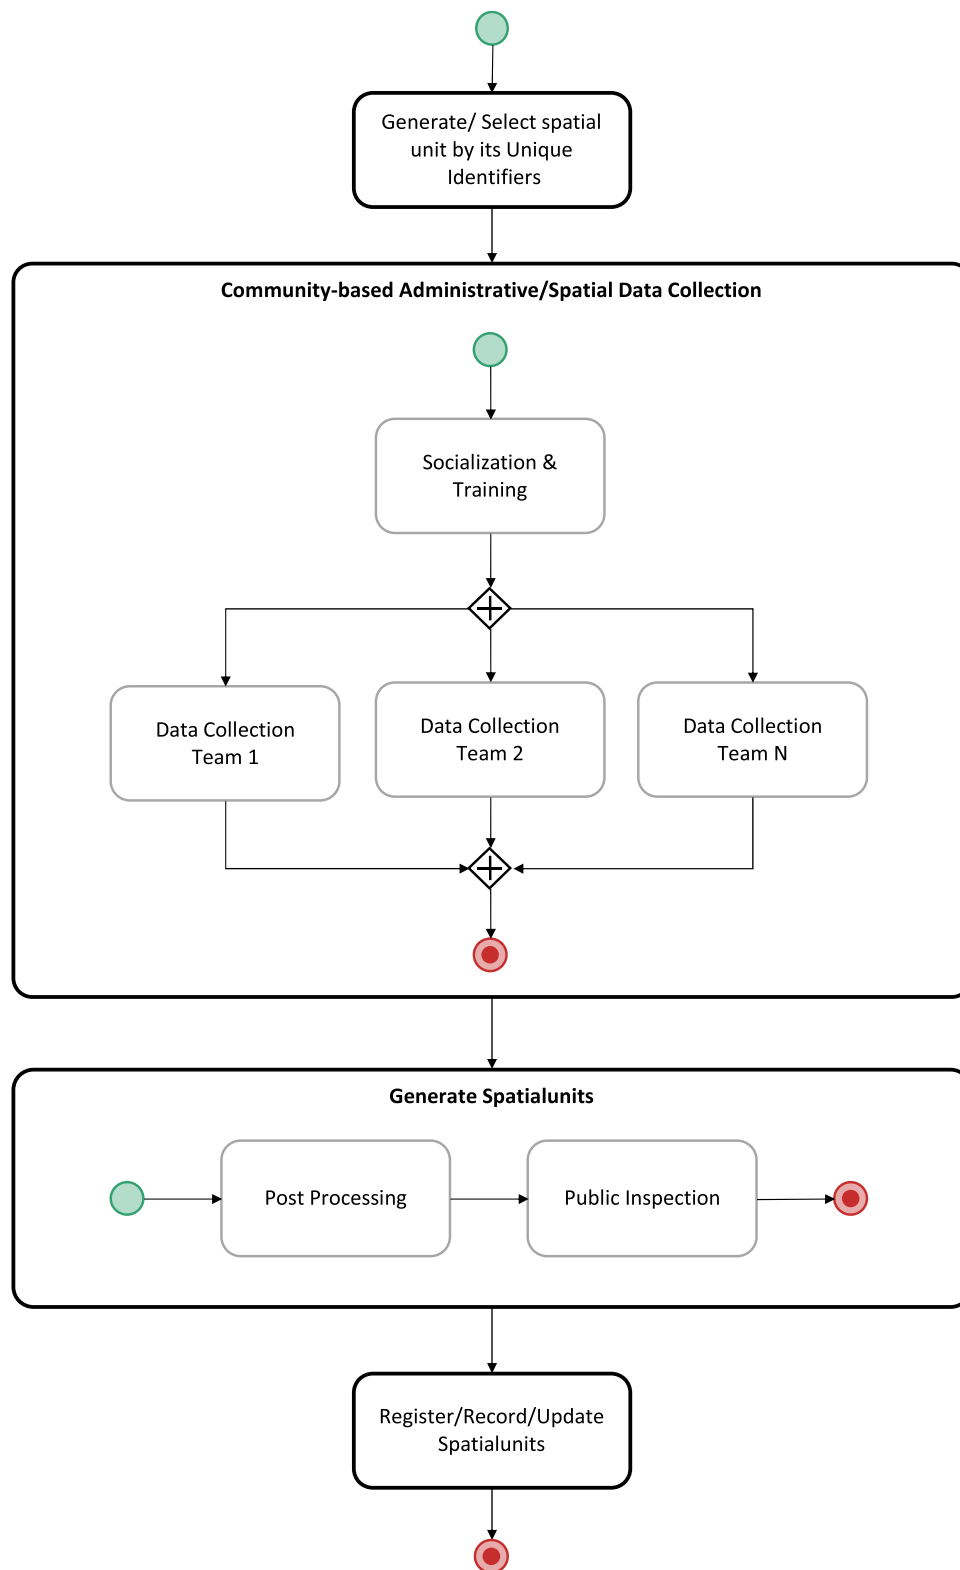 Generate/ Select spatial
unit by its Unique
Identifiers
Community-based Administrative/Spatial Data Collection
Socialization &
Training
Data Collection
Team 1
Data Collection
Team 2
Data Collection
Team N
Generate Spatialunits
Post Processing
Public Inspection
Register/Record/Update
Spatialunits